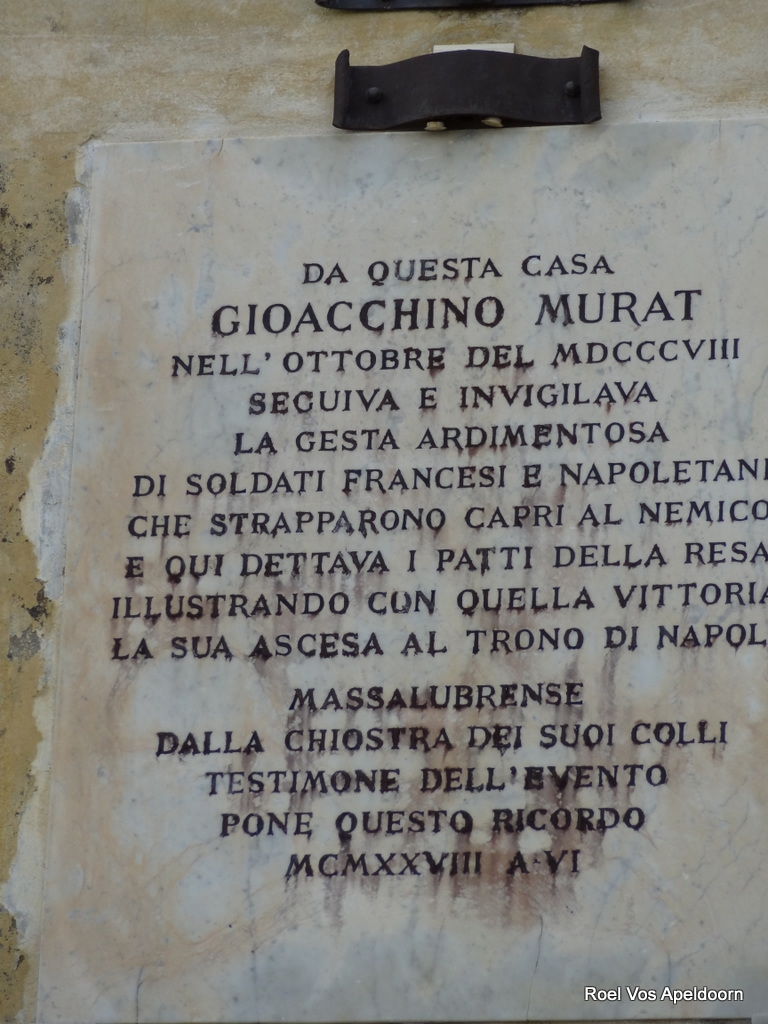 DA QUESTA CASA
GIOACCHINO MURAT
NELL'OTTOBRE DEL MDCCCVIII
SEGUIVA E INVIGILAVA
LA GESTA ARDIMENTOSA
DI SOLDATI FRANCESI E NAPOLETANI
CHE STRAPPARONO CAPRI AL NEMICO
E QUI DETTAVA I PATTI DELLA RESA
ILLUSTRANDO CON QUELLA VITTORIA
LA SUA ASCESA AL TRONO DI NAPOL
MASSALUBRENSE
DALLA CHIOSTRA DEI SUOI COLLI
TESTIMONE DELL'EVENTO
PONE QUESTO RICORDO
MCMXXVIII A·VI
Roel Vos Apeldoorn